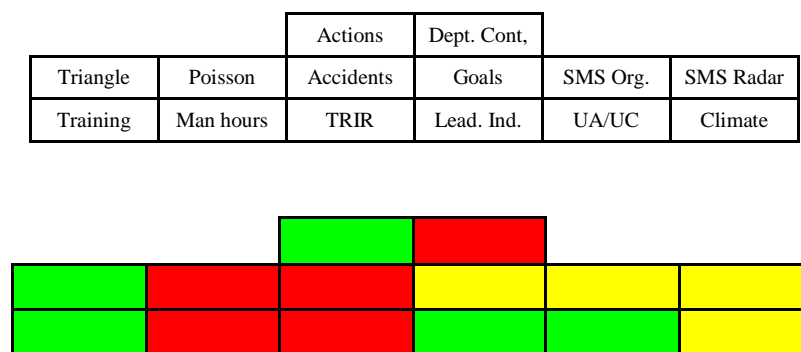 Actions Dept. Cont,
Triangle Poisson Accidents Goals SMS Org. SMS Radar
Training Man hours TRIR Lead. Ind. UA/UC Climate